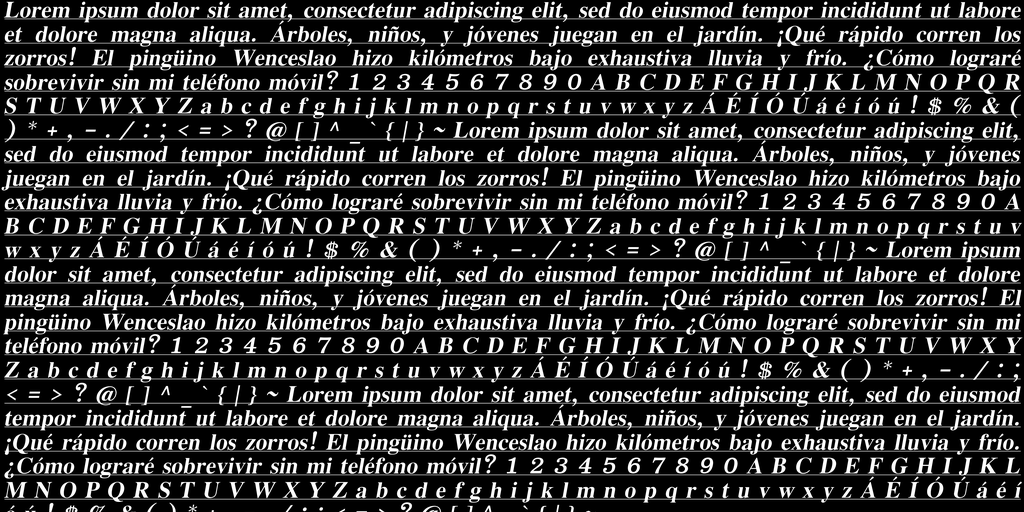 Lorem ipsum dolor sit amet, consectetur adipiscing elit, sed do eiusmod tempor incididunt ut labore
et dolore magna aliqua. Árboles, niños, y jóvenes juegan en el jardín. ¡Qué rápido corren los
zorros! El pingüino Wenceslao hizo kilómetros bajo exhaustiva lluvia y frío. ¿Cómo lograré
sobrevivir sin mi teléfono móvil? 1 2 3 4 5 6 7 8 9 0 A B C D E F G H I J K L M N O P Q R
S T U V W X Y Z a b c d e f g h i j k l m n o p q r s t u v w x y z Á É Í Ó Ú á é í ó ú ! $ % & (
) * + , - . / : ; < = > ? @ [ ] ^ _ ` { | } ~ Lorem ipsum dolor sit amet, consectetur adipiscing elit,
sed do eiusmod tempor incididunt ut labore et dolore magna aliqua. Árboles, niños, y jóvenes
juegan en el jardín. ¡Qué rápido corren los zorros! El pingüino Wenceslao hizo kilómetros bajo
exhaustiva lluvia y frío. ¿Cómo lograré sobrevivir sin mi teléfono móvil? 1 2 3 4 5 6 7 8 9 0 A
B C D E F G H I J K L M N O P Q R S T U V W X Y Z a b c d e f g h i j k l m n o p q r s t u v
w x y z Á É Í Ó Ú á é í ó ú ! $ % & ( ) * + , - . / : ; < = > ? @ [ ] ^ _ ` { | } ~ Lorem ipsum
dolor sit amet, consectetur adipiscing elit, sed do eiusmod tempor incididunt ut labore et dolore
magna aliqua. Árboles, niños, y jóvenes juegan en el jardín. ¡Qué rápido corren los zorros! El
pingüino Wenceslao hizo kilómetros bajo exhaustiva lluvia y frío. ¿Cómo lograré sobrevivir sin mi
teléfono móvil? 1 2 3 4 5 6 7 8 9 0 A B C D E F G H I J K L M N O P Q R S T U V W X Y
Z a b c d e f g h i j k l m n o p q r s t u v w x y z Á É Í Ó Ú á é í ó ú ! $ % & ( ) * + , - . / : ;
< = > ? @ [ ] ^ _ ` { | } ~ Lorem ipsum dolor sit amet, consectetur adipiscing elit, sed do eiusmod
tempor incididunt ut labore et dolore magna aliqua. Árboles, niños, y jóvenes juegan en el jardín.
¡Qué rápido corren los zorros! El pingüino Wenceslao hizo kilómetros bajo exhaustiva lluvia y frío.
¿Cómo lograré sobrevivir sin mi teléfono móvil? 1 2 3 4 5 6 7 8 9 0 A B C D E F G H I J K L
M N O P Q R S T U V W X Y Z a b c d e f g h i j k l m n o p q r s t u v w x y z Á É Í Ó Ú á é í